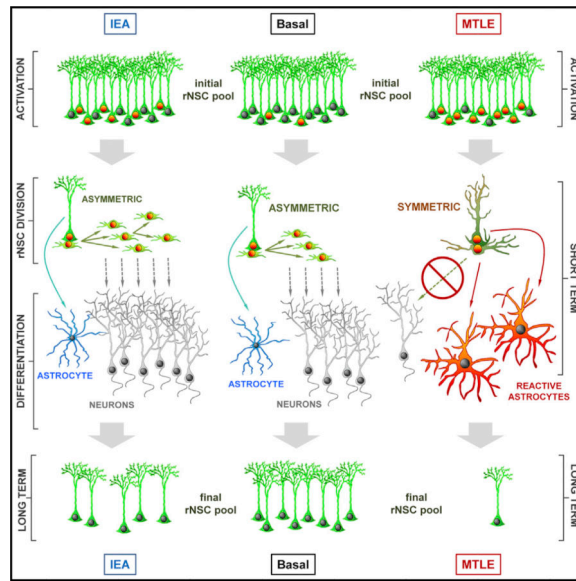 IEA
Basal
MTLE
ACTIVATION
initial
rNSC pool
initial
rNSC pool
ACTIVATION
rNSC DIVISION
ASYMMETRIC
ASYMMETRIC
SYMMETRIC
SHORT TERM
DIFFERENTIATION
ASTROCYTE
NEURONS
ASTROCYTE
NEURONS
REACTIVE
ASTROCYTES
LONG TERM
final
rNSC pool
final
rNSC pool
LONG TERM
IEA
Basal
MTLE